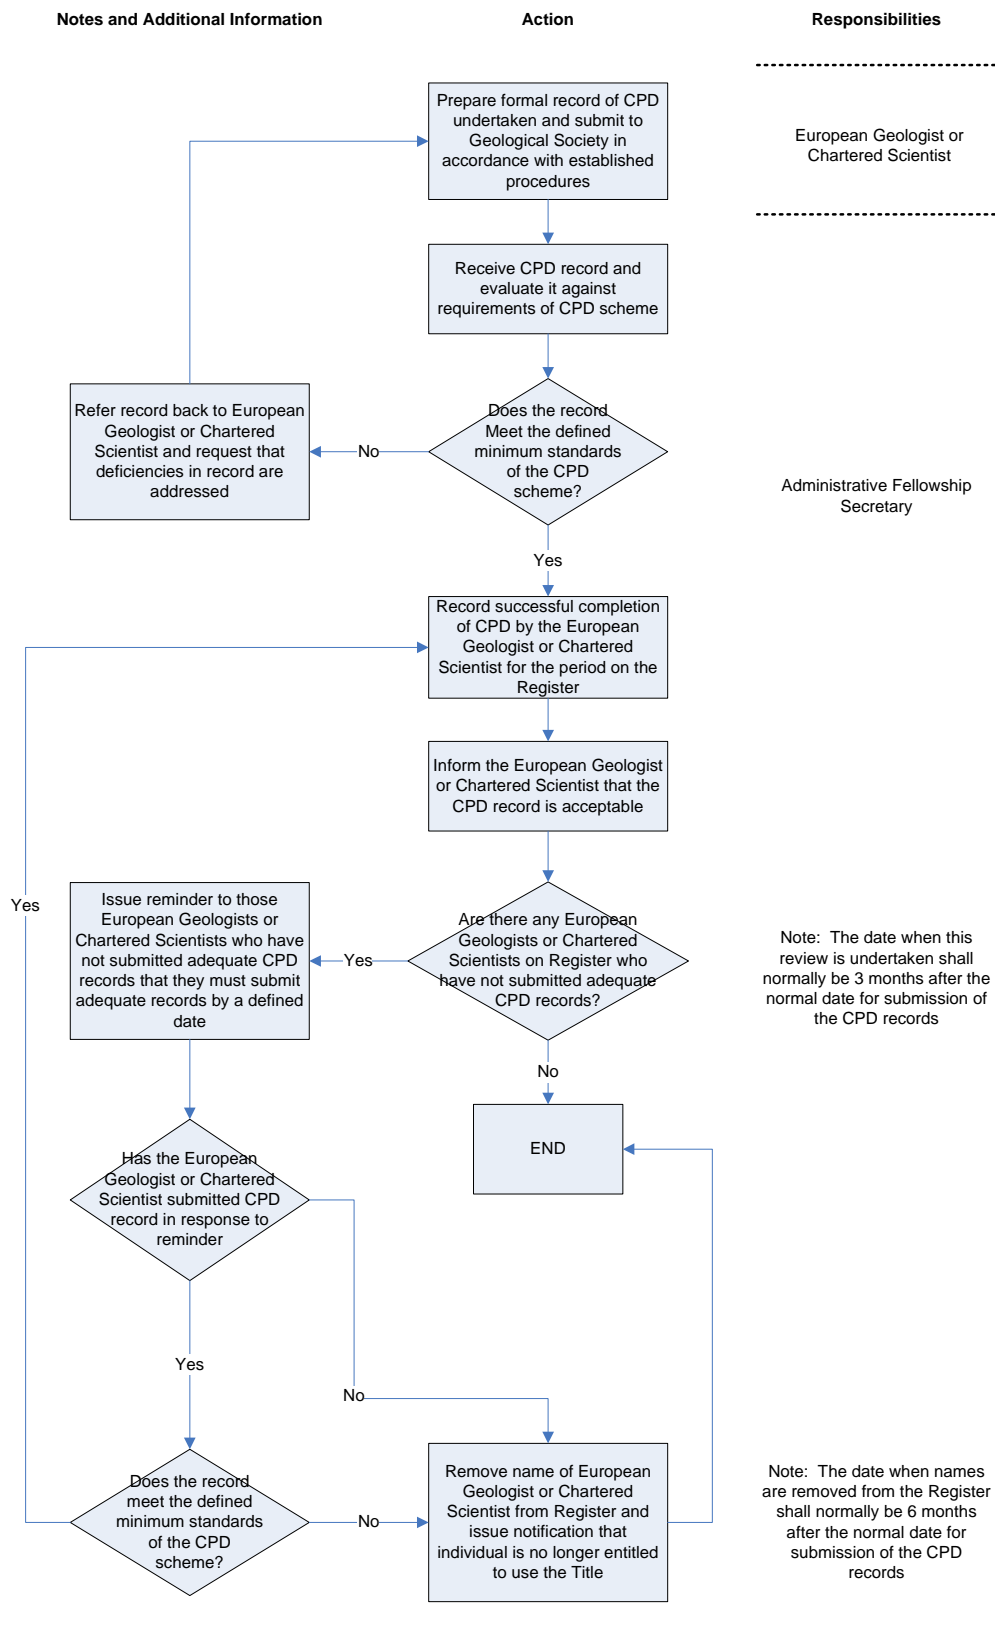 Notes and Additional Information
Action
Responsibilities
Prepare formal record of CPD
undertaken and submit to
Geological Society in
accordance with established
procedures
European Geologist or
Chartered Scientist
Receive CPD record and
evaluate it against
requirements of CPD scheme
Refer record back to European
Geologist or Chartered
Scientist and request that
deficiencies in record are
addressed
No
Does the record
Meet the defined
minimum standards
of the CPD
scheme?
Administrative Fellowship
Secretary
Yes
Record successful completion
of CPD by the European
Geologist or Chartered
Scientist for the period on the
Register
Inform the European Geologist
or Chartered Scientist that the
CPD record is acceptable
Yes
Issue reminder to those
European Geologists or
Chartered Scientists who have
not submitted adequate CPD
records that they must submit
adequate records by a defined
date
Yes
Are there any European
Geologists or Chartered
Scientists on Register who
have not submitted adequate
CPD records?
Note:  The date when this
review is undertaken shall
normally be 3 months after the
normal date for submission of
the CPD records
No
END
Has the European
Geologist or Chartered
Scientist submitted CPD
record in response to
reminder
Yes
No
Does the record
meet the defined
minimum standards
of the CPD
scheme?
No
Remove name of European
Geologist or Chartered
Scientist from Register and
issue notification that
individual is no longer entitled
to use the Title
Note:  The date when names
are removed from the Register
shall normally be 6 months
after the normal date for
submission of the CPD
records